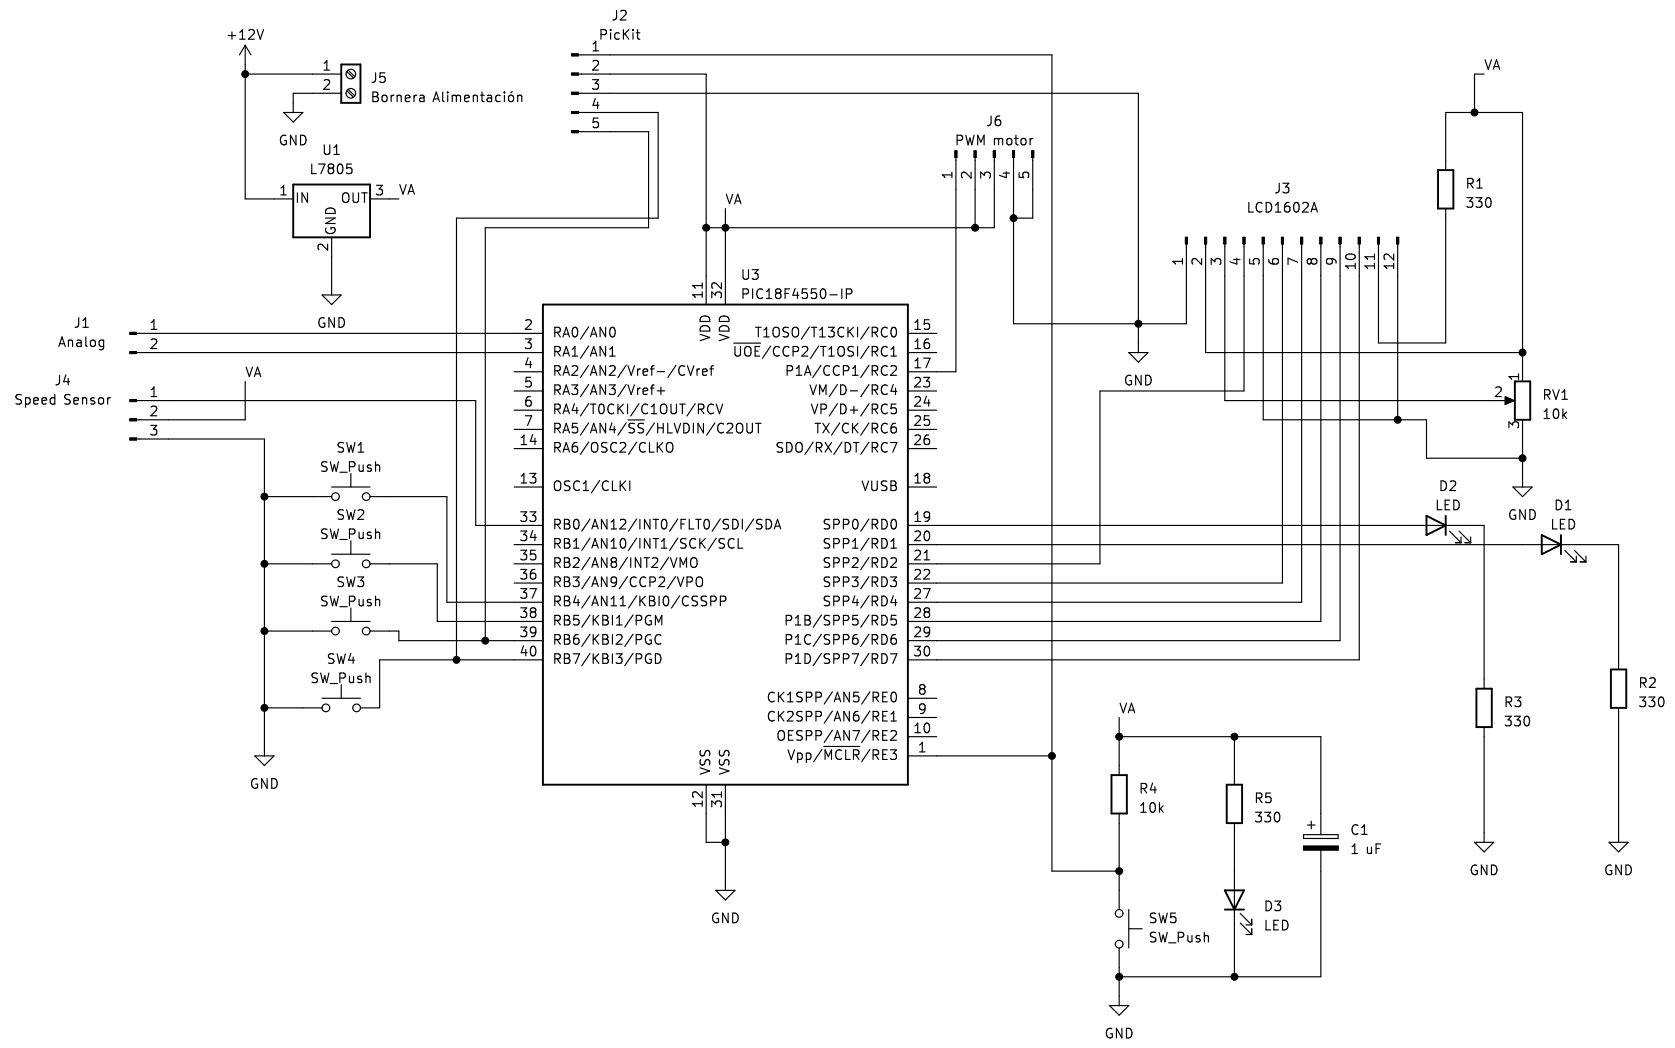 +12V
1
2
J5
Bornera Alimentación
GND
U1
L7805
1
IN
OUT
3
VA
GND
2
GND
J2
PicKit
1
2
3
4
5
J6
PWM motor
1
2
3
4
5
VA
GND
J3
LCD1602A
1
2
3
4
5
6
7
8
9
10
11
12
VA
R1
330
1
2
3
RV1
10k
GND
J1
Analog
1
2
J4
Speed Sensor
1
2
3
VA
SW1
SW_Push
SW2
SW_Push
SW3
SW_Push
SW4
SW_Push
GND
U3
PIC18F4550-IP
11
32
VDD
VDD
2 RA0/AN0
3 RA1/AN1
4 RA2/AN2/Vref-/CVref
5 RA3/AN3/Vref+
6 RA4/T0CKI/C1OUT/RCV
7 RA5/AN4/SS/HLVDIN/C2OUT
14 RA6/OSC2/CLKO
13 OSC1/CLKI
33 RB0/AN12/INT0/FLT0/SDI/SDA
34 RB1/AN10/INT1/SCK/SCL
35 RB2/AN8/INT2/VMO
36 RB3/AN9/CCP2/VPO
37 RB4/AN11/KBI0/CSSPP
38 RB5/KBI1/PGM
39 RB6/KBI2/PGC
40 RB7/KBI3/PGD
T1OSO/T13CKI/RC0 15
UOE/CCP2/T1OSI/RC1 16
P1A/CCP1/RC2 17
VM/D-/RC4 23
VP/D+/RC5 24
TX/CK/RC6 25
SDO/RX/DT/RC7 26
VUSB 18
SPP0/RD0 19
SPP1/RD1 20
SPP2/RD2 21
SPP3/RD3 22
SPP4/RD4 27
P1B/SPP5/RD5 28
P1C/SPP6/RD6 29
P1D/SPP7/RD7 30
CK1SPP/AN5/RE0 8
CK2SPP/AN6/RE1 9
OESPP/AN7/RE2 10
Vpp/MCLR/RE3 1
VSS
VSS
12
31
GND
D2
LED
D1
LED
R3
330
GND
R2
330
GND
VA
R4
10k
R5
330
+
C1
1 uF
SW5
SW_Push
D3
LED
GND